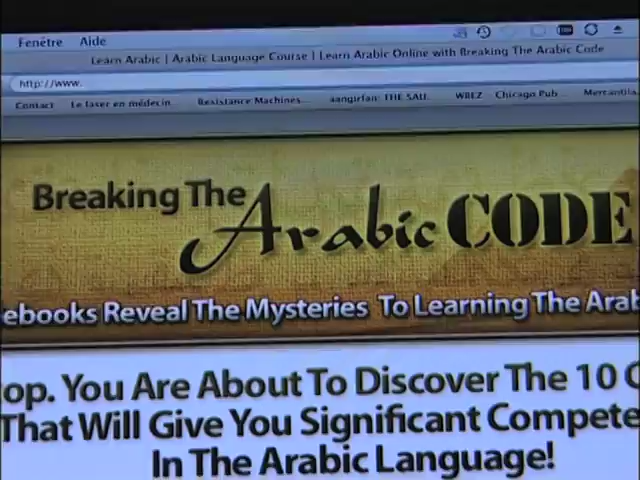 Fenêtre Aide
Learn Arabic | Arabic Language Course | Learn Arabic Online with Breaking The Arabic Code
http://www.
Contact Le laser en médecin. Resistance Machines... aangirfan: THE SAU... WBEZ - Chicago Pub... Mercantila
Breaking The Arabic CODE
ebooks Reveal The Mysteries To Learning The Arab
op. You Are About To Discover The 10
That Will Give You Significant Compete
In The Arabic Language!